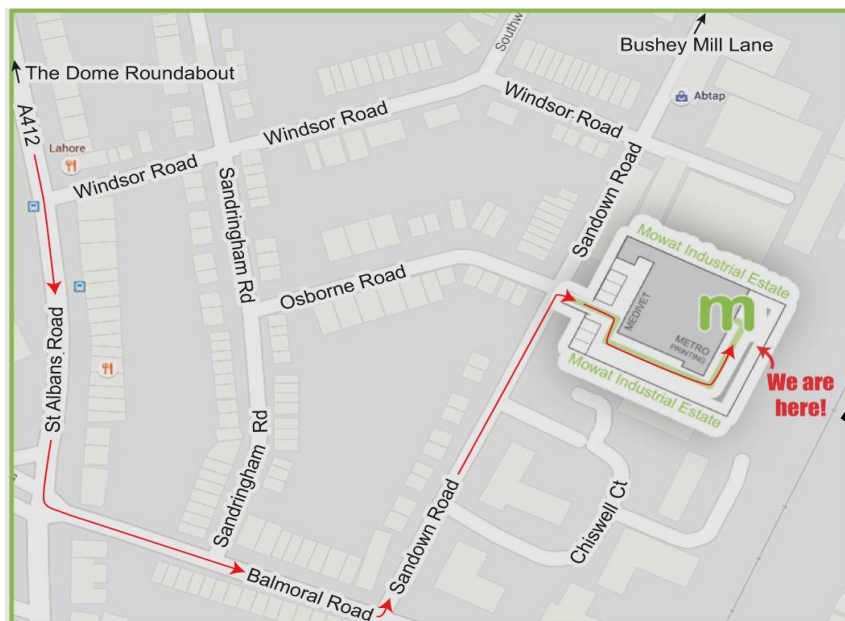 Bushey Mill Lane
Southw
The Dome Roundabout
A412
Abtap
Windsor Road
Windsor Road
Lahore
Windsor Road
Sandringham Rd
Sandown Road
Mowat Industrial Estate
Osborne Road
MEDIVET
m
METRO
PRINTING
St Albans Road
Mowat Industrial Estate
We are
here!
Sandringham Rd
Sandown Road
Chiswell Ct
Balmoral Road